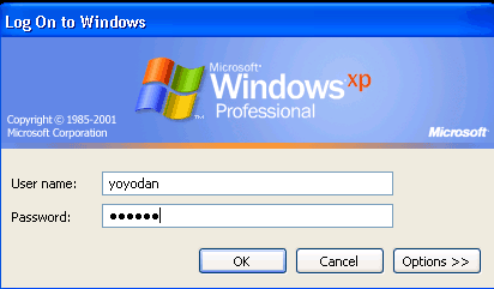 Log On to Windows
Microsoft
Windows xp
Professional
Copyright © 1985-2001
Microsoft Corporation
Microsoft
User name: yoyodan
Password: ●●●●●●
OK Cancel Options >>